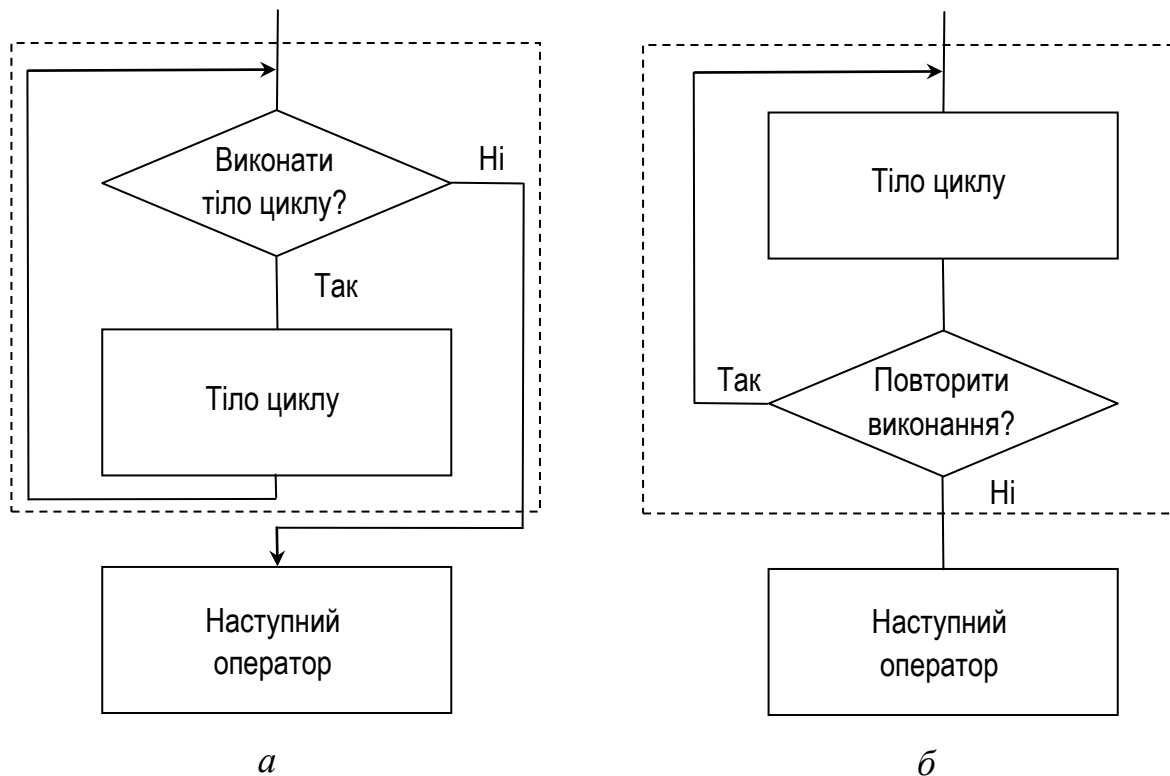 Виконати
тіло циклу?
Ні
Так
Тіло циклу
Наступний
оператор
а
Тіло циклу
Так
Повторити
виконання?
Ні
Наступний
оператор
б